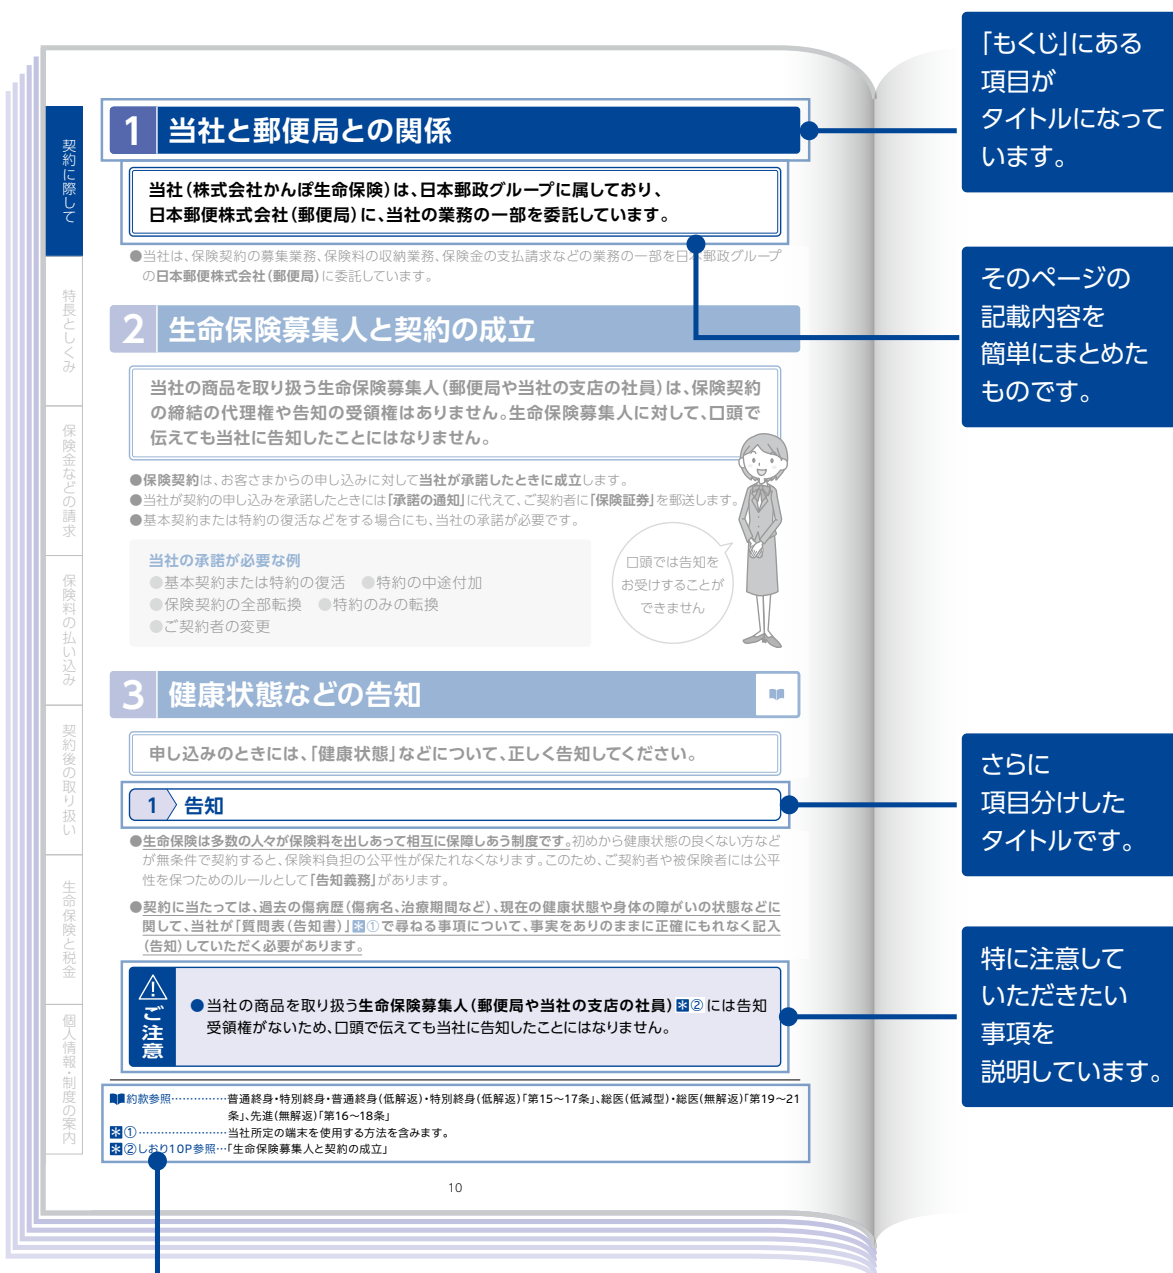 「もくじ」にある
項目が
タイトルになって
います。
契約に際して
特長としくみ
保険金などの請求
保険料の払い込み
契約後の取り扱い
生命保険と税金
個人情報・制度の案内
1 当社と郵便局との関係
当社(株式会社かんぽ生命保険)は、日本郵政グループに属しており、
日本郵便株式会社(郵便局)に、当社の業務の一部を委託しています。
●当社は、保険契約の募集業務、保険料の収納業務、保険金の支払請求などの業務の一部を日本郵政グループ
の日本郵便株式会社(郵便局)に委託しています。
そのページの
記載内容を
簡単にまとめた
ものです。
2 生命保険募集人と契約の成立
当社の商品を取り扱う生命保険募集人(郵便局や当社の支店の社員)は、保険契約
の締結の代理権や告知の受領権はありません。生命保険募集人に対して、口頭で
伝えても当社に告知したことにはなりません。
●保険契約は、お客さまからの申し込みに対して当社が承諾したときに成立します。
●当社が契約の申し込みを承諾したときには「承諾の通知」に代えて、ご契約者に「保険証券」を郵送します。
●基本契約または特約の復活などをする場合にも、当社の承諾が必要です。
当社の承諾が必要な例
●基本契約または特約の復活 ●特約の中途付加
●保険契約の全部転換 ●特約のみの転換
●ご契約者の変更
口頭では告知を
お受けすることが
できません
3 健康状態などの告知
申し込みのときには、「健康状態」などについて、正しく告知してください。
1 告知
さらに
項目分けした
タイトルです。
●生命保険は多数の人々が保険料を出しあって相互に保障しあう制度です。初めから健康状態の良くない方など
が無条件で契約すると、保険料負担の公平性が保たれなくなります。このため、ご契約者や被保険者には公平
性を保つためのルールとして「告知義務」があります。
●契約に当たっては、過去の傷病歴(傷病名、治療期間など)、現在の健康状態や身体の障がいの状態などに
関して、当社が「質問表(告知書)」*①で尋ねる事項について、事実をありのままに正確にもれなく記入
(告知)していただく必要があります。
ご注意
●当社の商品を取り扱う生命保険募集人(郵便局や当社の支店の社員)*②には告知
受領権がないため、口頭で伝えても当社に告知したことにはなりません。
特に注意して
いただきたい
事項を
説明しています。
約款参照……………普通終身・特別終身・普通終身(低解返)・特別終身(低解返)「第15~17条」、総医(低減型)・総医(無解返)「第19~21
条」、先進(無解返)「第16~18条」
*①……………………当社所定の端末を使用する方法を含みます。
*②しおり10P参照…「生命保険募集人と契約の成立」
10